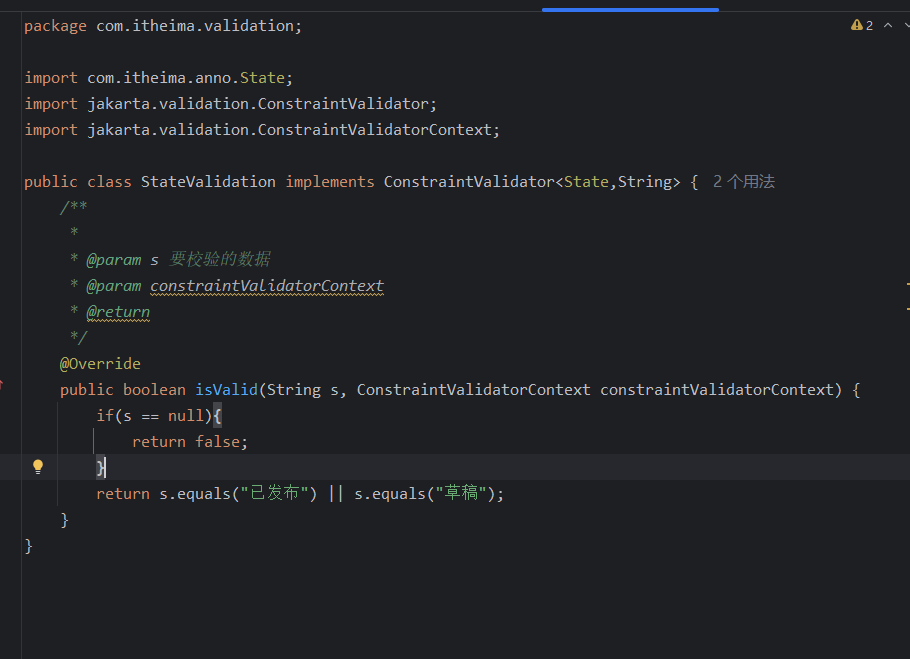 package com.itheima.validation;
2
import com.itheima.anno.State;
import jakarta.validation.ConstraintValidator;
import jakarta.validation.ConstraintValidatorContext;
public class StateValidation implements ConstraintValidator<State,String> { 2 个用法
/**
*
* @param s 要校验的数据
* @param constraintValidatorContext
* @return
*/
@Override
public boolean isValid(String s, ConstraintValidatorContext constraintValidatorContext) {
if(s == null){
return false;
}
return s.equals("已发布") || s.equals("草稿");
}
}